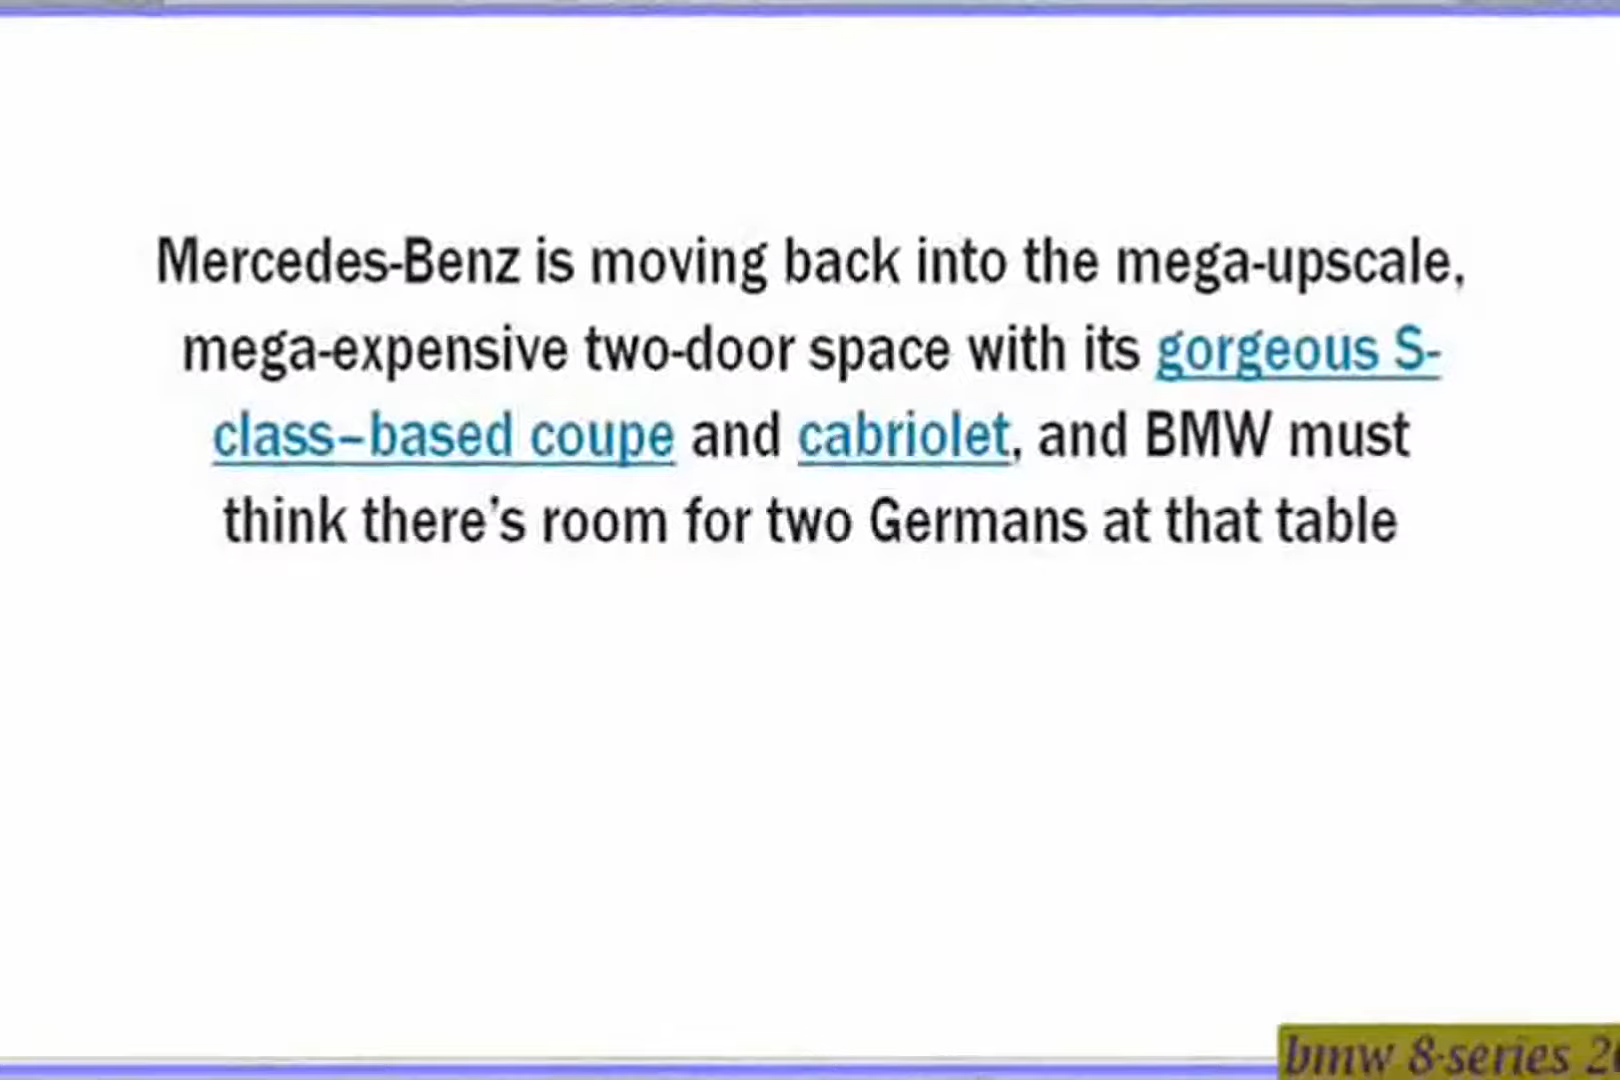 Mercedes-Benz is moving back into the mega-upscale,
mega-expensive two-door space with its gorgeous S-
class–based coupe and cabriolet, and BMW must
think there’s room for two Germans at that table
bmw 8-series